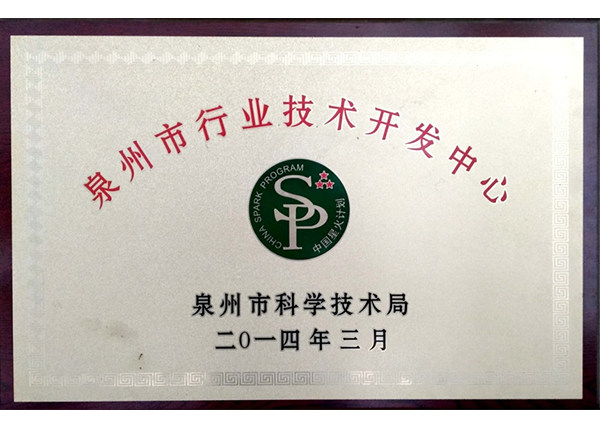 泉州市行业技术开发中心
CHINA SPARK PROGRAM
SP
中国星火计划
泉州市科学技术局
二〇一四年三月